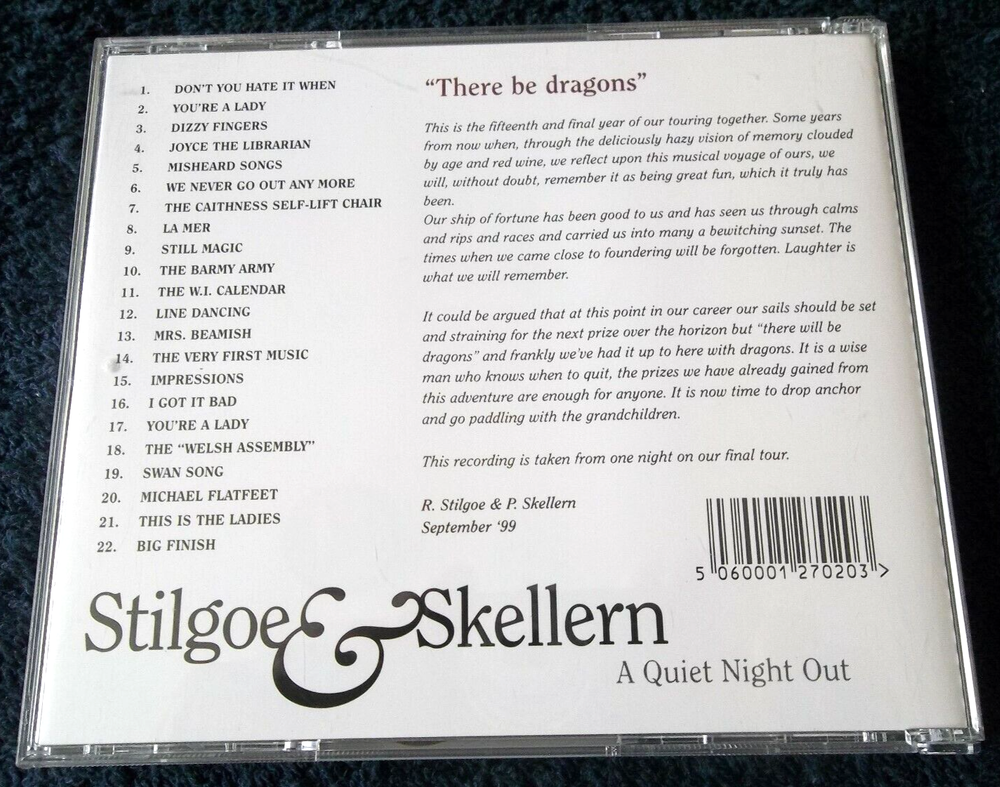 1. DON'T YOU HATE IT WHEN
2. YOU'RE A LADY
3. DIZZY FINGERS
4. JOYCE THE LIBRARIAN
5. MISHEARD SONGS
6. WE NEVER GO OUT ANY MORE
7. THE CAITHNESS SELF-LIFT CHAIR
8. LA MER
9. STILL MAGIC
10. THE BARMY ARMY
11. THE W.I. CALENDAR
12. LINE DANCING
13. MRS. BEAMISH
14. THE VERY FIRST MUSIC
15. IMPRESSIONS
16. I GOT IT BAD
17. YOU'RE A LADY
18. THE "WELSH ASSEMBLY"
19. SWAN SONG
20. MICHAEL FLATFEET
21. THIS IS THE LADIES
22. BIG FINISH
"There be dragons"
This is the fifteenth and final year of our touring together. Some years
from now when, through the deliciously hazy vision of memory clouded
by age and red wine, we reflect upon this musical voyage of ours, we
will, without doubt, remember it as being great fun, which it truly has
been.
Our ship of fortune has been good to us and has seen us through calms
and rips and races and carried us into many a bewitching sunset. The
times when we came close to foundering will be forgotten. Laughter is
what we will remember.
It could be argued that at this point in our career our sails should be set
and straining for the next prize over the horizon but "there will be
dragons" and frankly we've had it up to here with dragons. It is a wise
man who knows when to quit, the prizes we have already gained from
this adventure are enough for anyone. It is now time to drop anchor
and go paddling with the grandchildren.
This recording is taken from one night on our final tour.
R. Stilgoe & P. Skellern
September '99
5 060001 270203 >
Stilgoe & Skellern
A Quiet Night Out